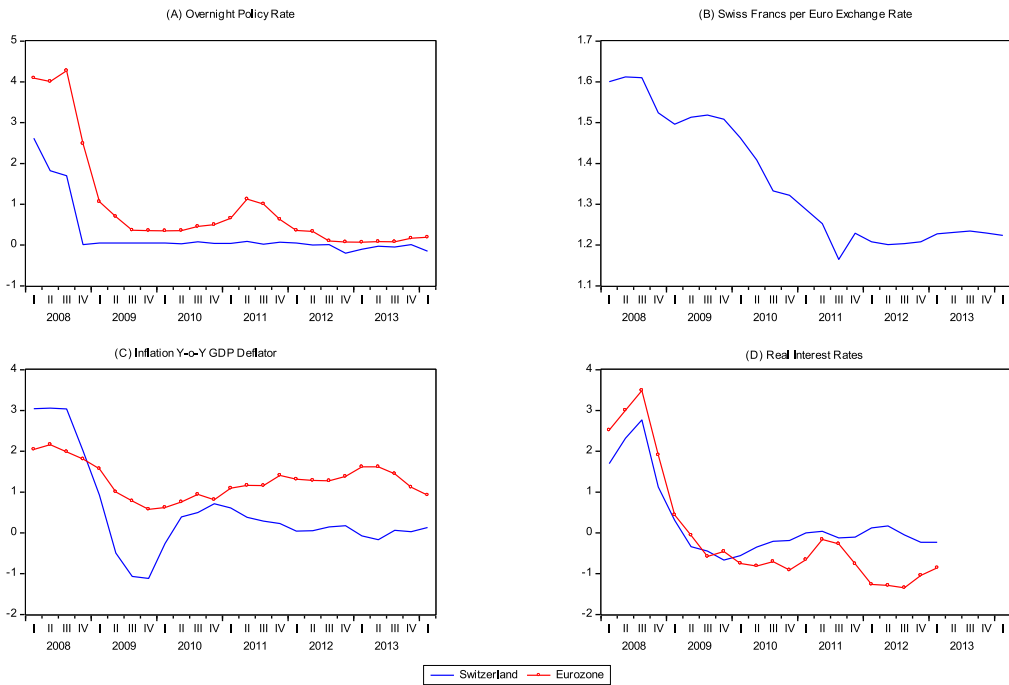 (A) Overnight Policy Rate
5
4
3
2
1
0
-1
I II III IV I II III IV I II III IV I II III IV I II III IV I II III IV I
2008 2009 2010 2011 2012 2013
(B) Swiss Francs per Euro Exchange Rate
1.7
1.6
1.5
1.4
1.3
1.2
1.1
I II III IV I II III IV I II III IV I II III IV I II III IV I II III IV I
2008 2009 2010 2011 2012 2013
(C) Inflation Y-o-Y GDP Deflator
4
3
2
1
0
-1
-2
I II III IV I II III IV I II III IV I II III IV I II III IV I II III IV I
2008 2009 2010 2011 2012 2013
(D) Real Interest Rates
4
3
2
1
0
-1
-2
I II III IV I II III IV I II III IV I II III IV I II III IV I II III IV I
2008 2009 2010 2011 2012 2013
Switzerland Eurozone